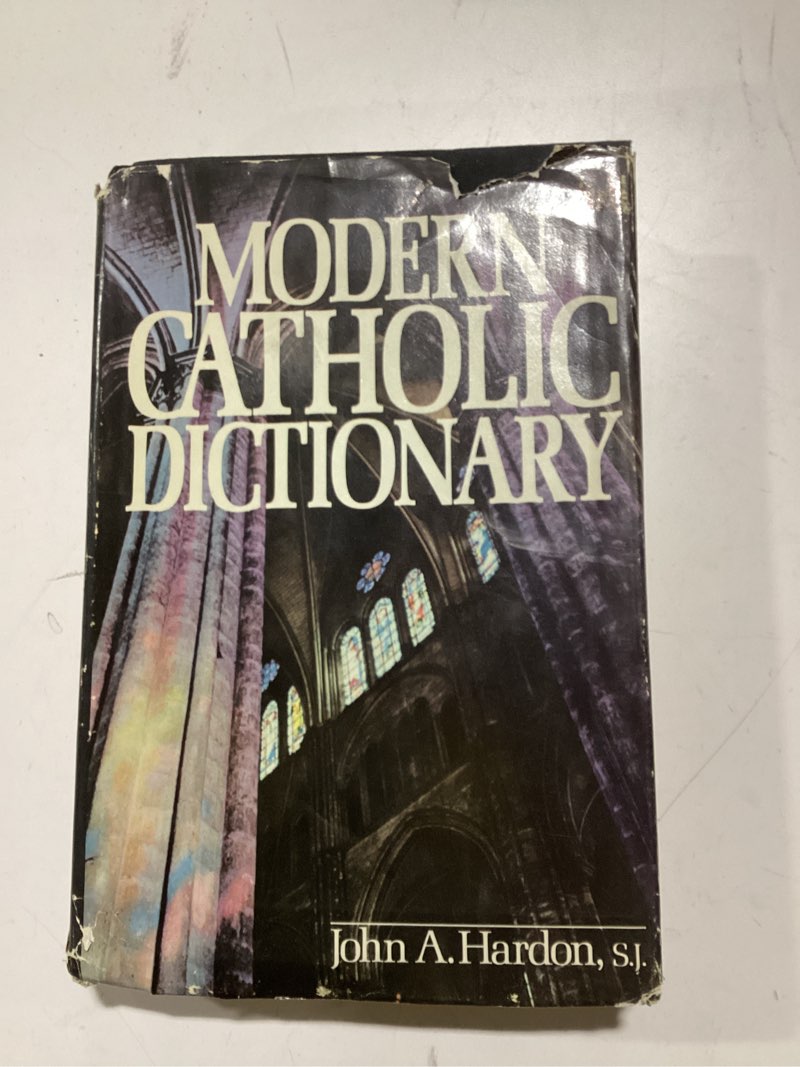 MODERN
CATHOLIC
DICTIONARY
John A. Hardon, S.J.